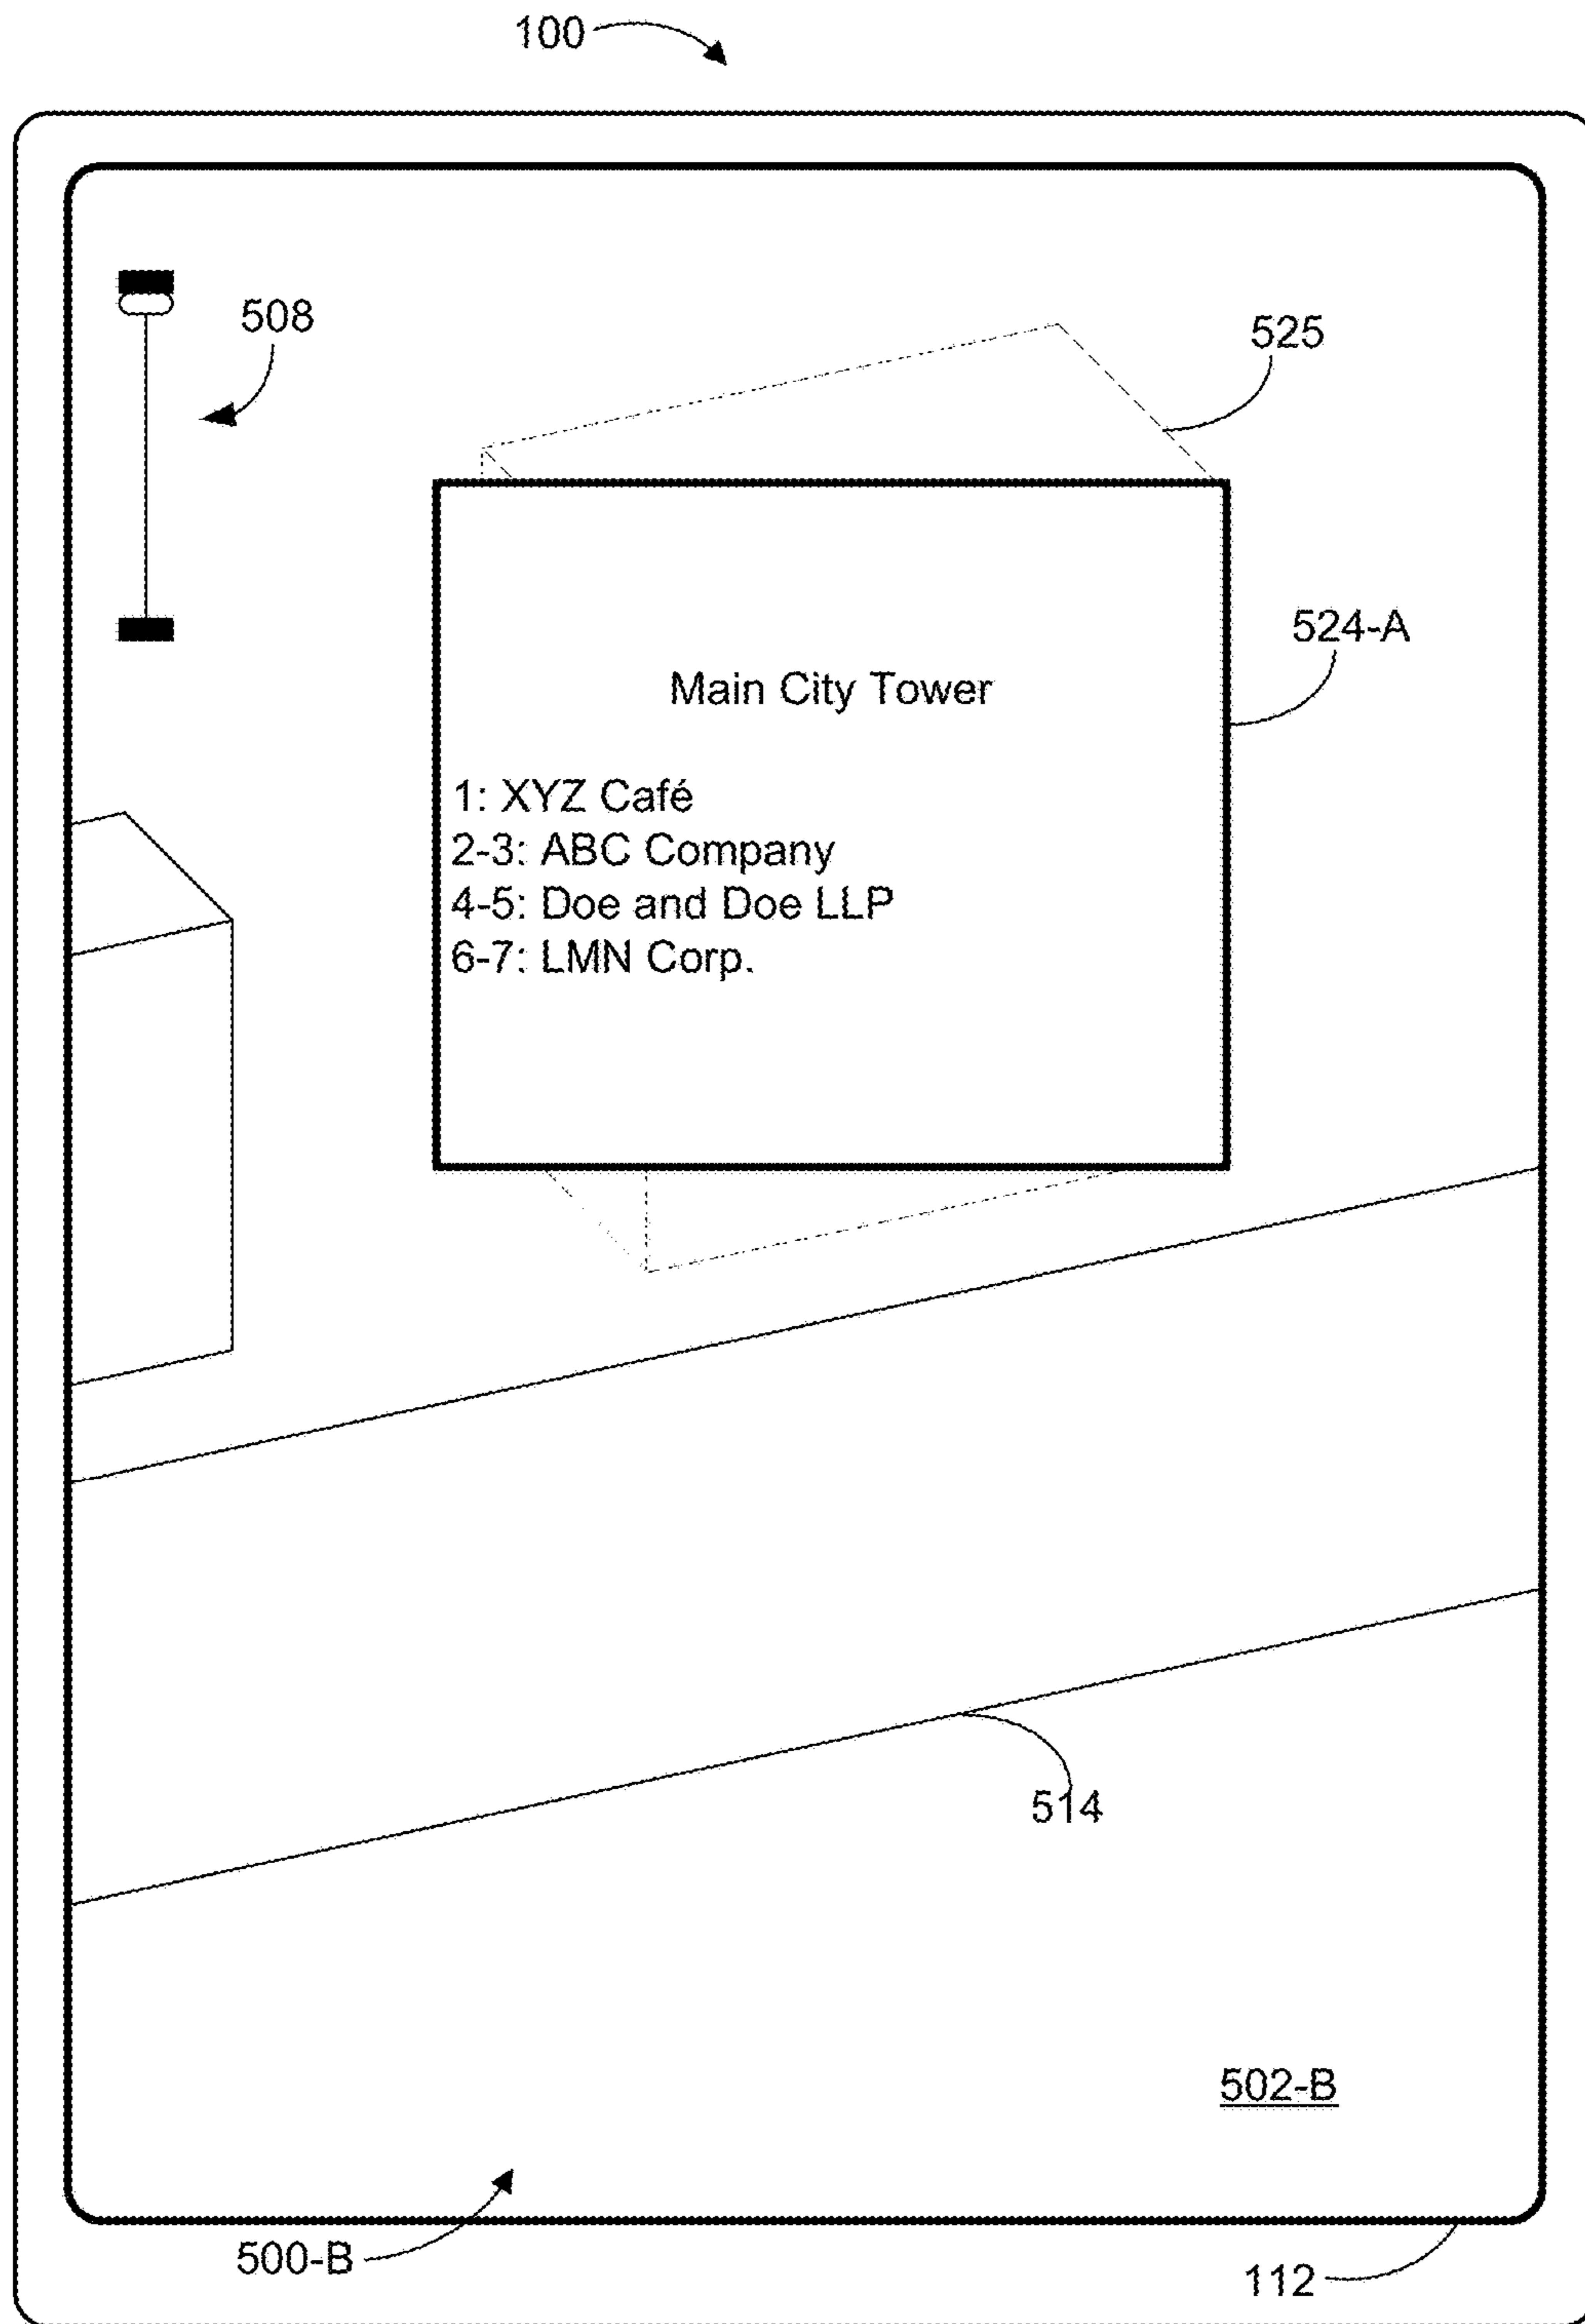 100
508
525
524-A
Main City Tower
1: XYZ Café
2-3: ABC Company
4-5: Doe and Doe LLP
6-7: LMN Corp.
514
502-B
500-B
112